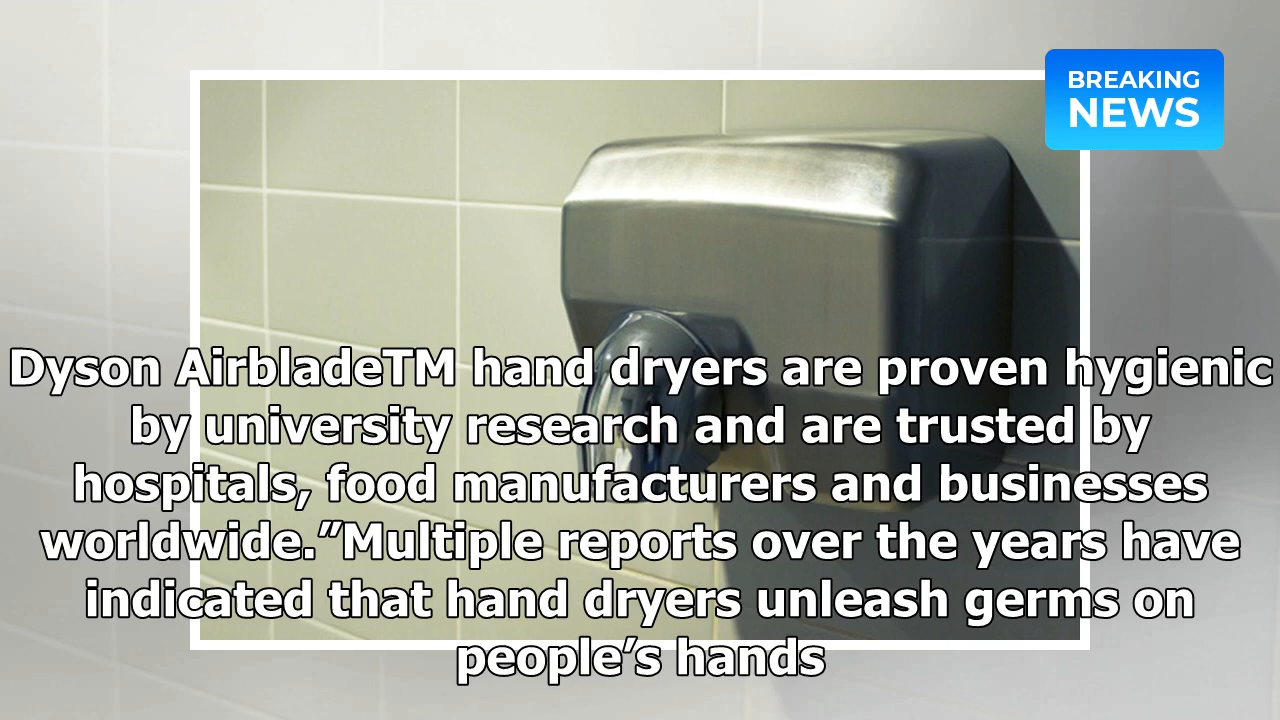 BREAKING
NEWS
Dyson AirbladeTM hand dryers are proven hygienic
by university research and are trusted by
hospitals, food manufacturers and businesses
worldwide.”Multiple reports over the years have
indicated that hand dryers unleash germs on
people’s hands